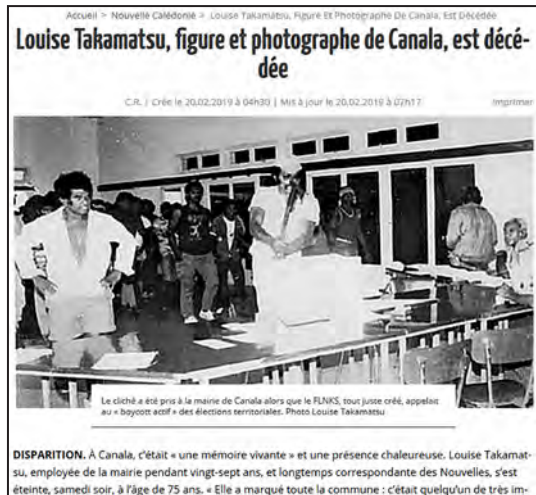 Accueil > Nouvelle Calédonie > Louise Takamatsu, Figure Et Photographe De Canala, Est Décédée
Louise Takamatsu, figure et photographe de Canala, est décé-
dée
C.R. | Crée le 20.02.2019 à 04h30 | Mis à jour le 20.02.2019 à 07h17
Imprimer
Le cliché a été pris à la mairie de Canala alors que le FLNKS, tout juste créé, appelait
au « boycott actif » des élections territoriales. Photo Louise Takamatsu
DISPARITION. À Canala, c'était « une mémoire vivante » et une présence chaleureuse. Louise Takamat-
su, employée de la mairie pendant vingt-sept ans, et longtemps correspondante des Nouvelles, s'est
éteinte, samedi soir, à l'âge de 75 ans. « Elle a marqué toute la commune : c'était quelqu'un de très im-